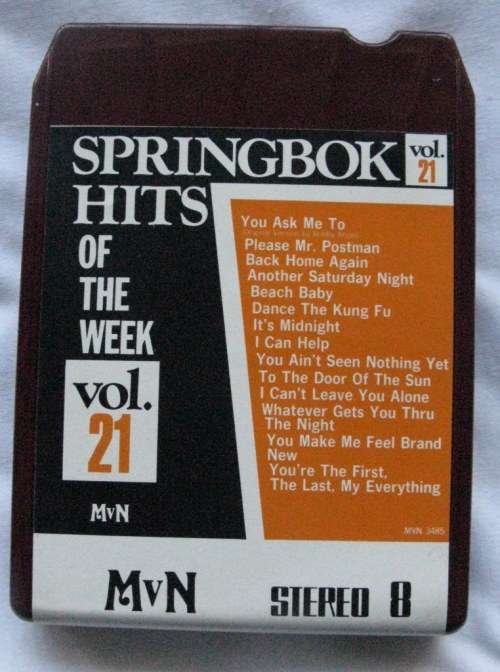 SPRINGBOK
HITS
OF
THE
WEEK
vol.
21
MvN
vol.
21
You Ask Me To
Please Mr. Postman
Back Home Again
Another Saturday Night
Beach Baby
Dance The Kung Fu
It's Midnight
I Can Help
You Ain't Seen Nothing Yet
To The Door Of The Sun
I Can't Leave You Alone
Whatever Gets You Thru
The Night
You Make Me Feel Brand
New
You're The First,
The Last, My Everything
MVN 3485
MvN
STEREO 8